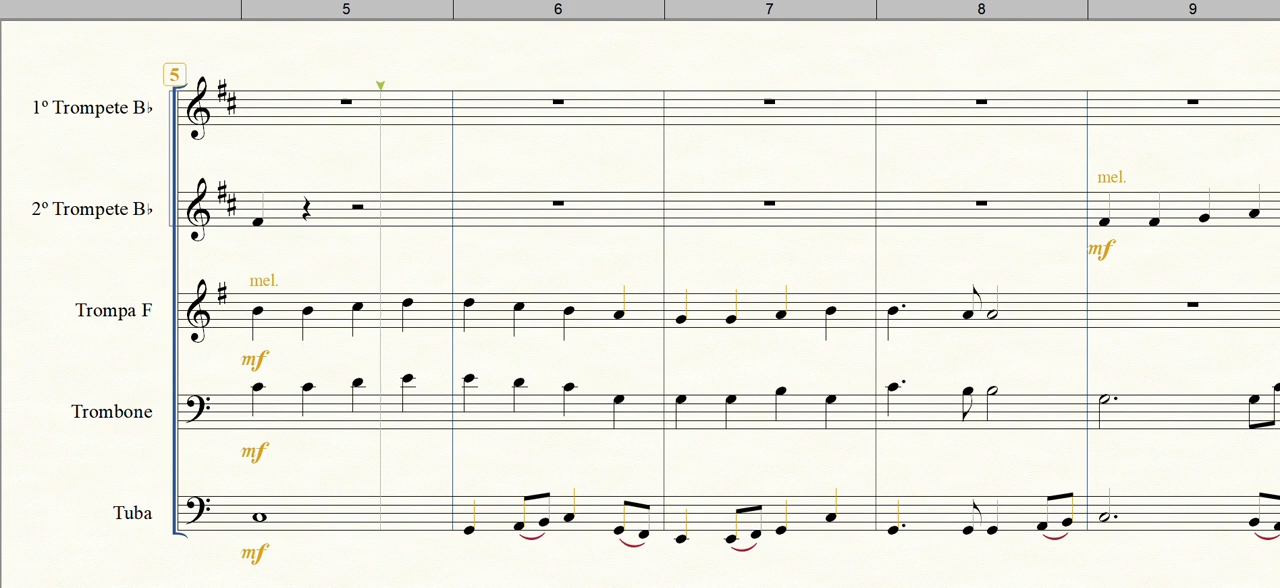 5 6 7 8 9
5
1º Trompete B♭
2º Trompete B♭
mel.
mf
Trompa F
mel.
mf
Trombone
mf
Tuba
mf